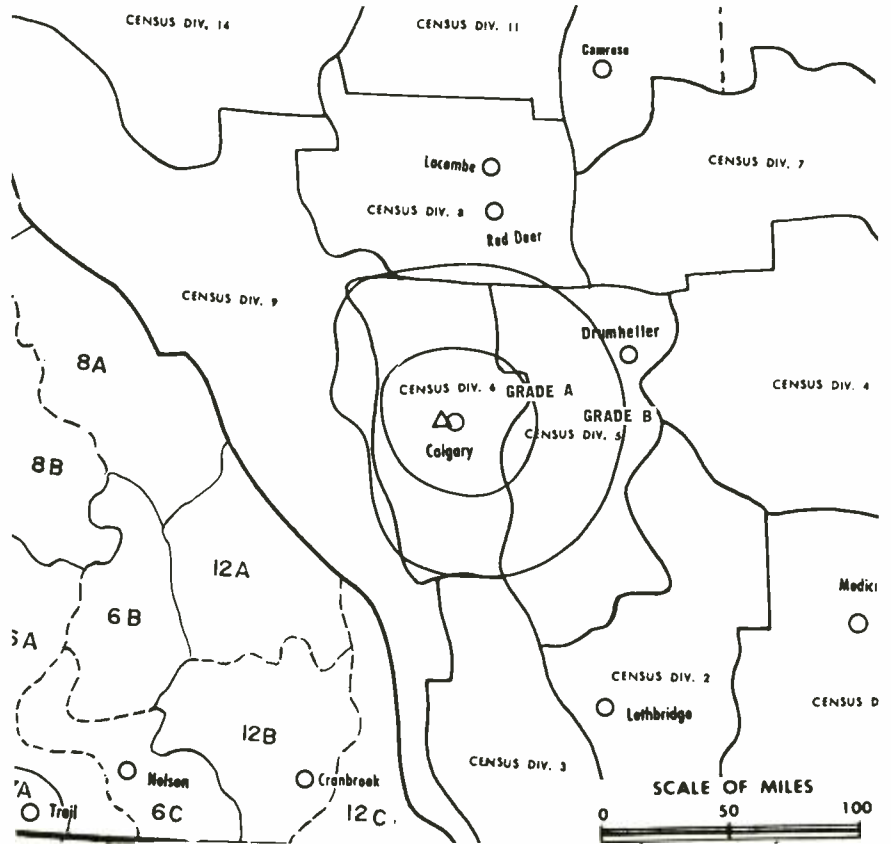 CENSUS DIV. 14
CENSUS DIV. 11
Camrose
Lacombe
CENSUS DIV. 7
CENSUS DIV. 8
Red Deer
CENSUS DIV. 9
Drumheller
8A
CENSUS DIV. 6
GRADE A
CENSUS DIV. 4
GRADE B
CENSUS DIV. 5
Calgary
8B
12A
Medici
6B
6A
CENSUS DIV. 2
CENSUS D
Lethbridge
12B
CENSUS DIV. 3
Nelson
Cranbrook
SCALE OF MILES
7A
Trail
6C
12C.
0 50 100